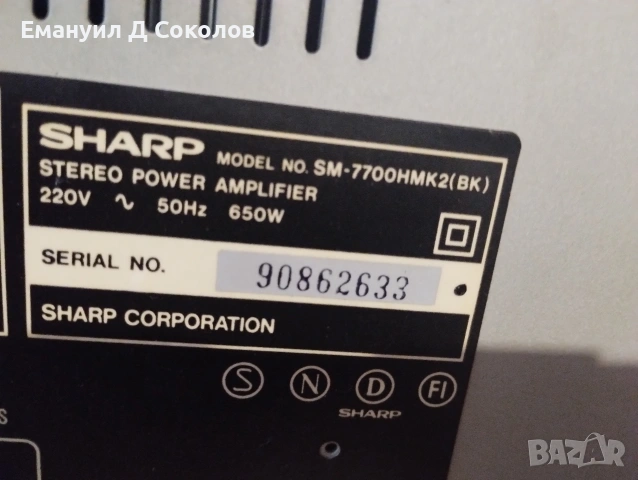 Емануил Д Соколов
SHARP MODEL NO. SM-7700HMK2(BK)
STEREO POWER AMPLIFIER
220V ∿ 50Hz 650W
SERIAL NO. 90862633
SHARP CORPORATION
S N D FI
SHARP
S
BAZAR